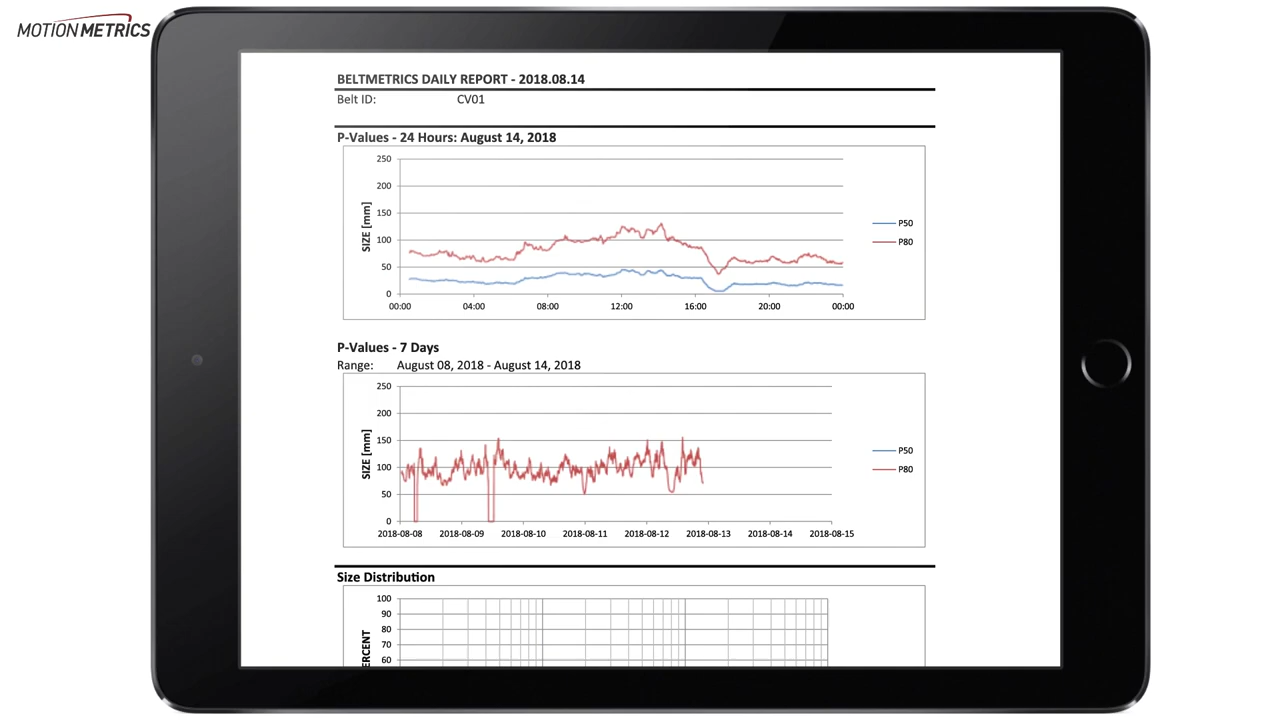 MOTION METRICS
BELTMETRICS DAILY REPORT - 2018.08.14
Belt ID: CV01
P-Values - 24 Hours: August 14, 2018
250
200
150
100
50
0
SIZE [mm]
00:00 04:00 08:00 12:00 16:00 20:00 00:00
P50
P80
P-Values - 7 Days
Range: August 08, 2018 - August 14, 2018
250
200
150
100
50
0
SIZE [mm]
2018-08-08 2018-08-09 2018-08-10 2018-08-11 2018-08-12 2018-08-13 2018-08-14 2018-08-15
P50
P80
Size Distribution
100
90
80
70
60
ERCENT